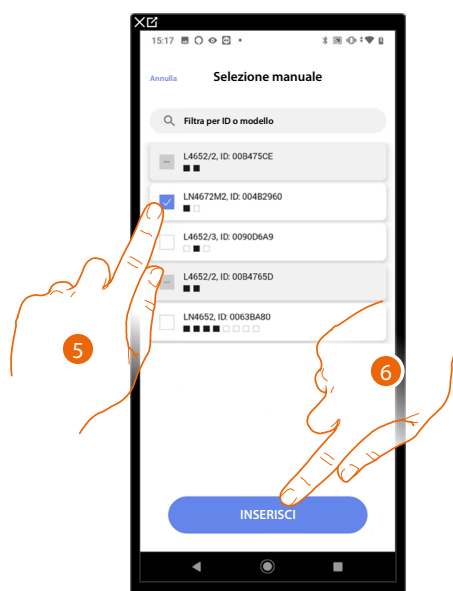 15:17
Annulla Selezione manuale
Filtra per ID o modello
L4652/2, ID: 00B475CE
LN4672M2, ID: 004B2960
L4652/3, ID: 0090D6A9
L4652/2, ID: 00B4765D
LN4652, ID: 0063BA80
5
6
INSERISCI